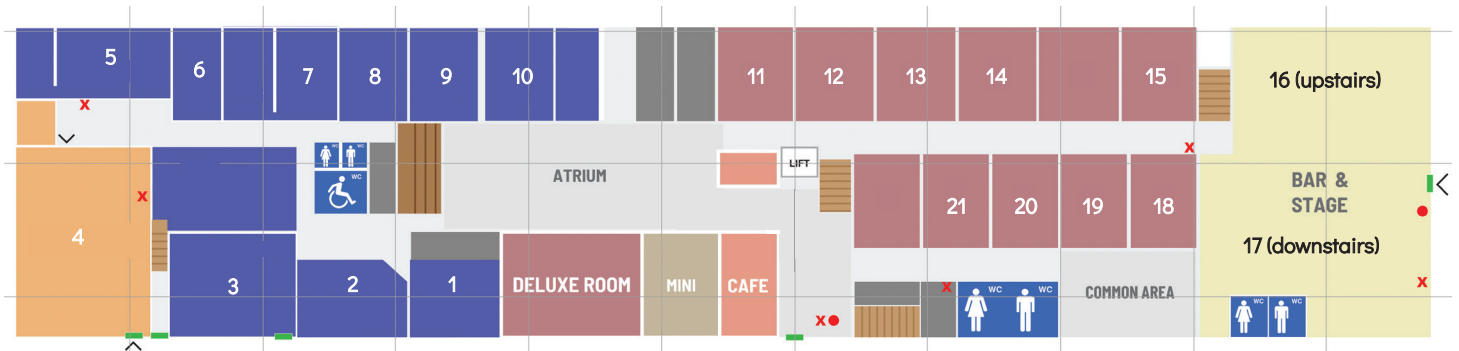 5
6
7
8
9
10
11
12
13
14
15
16 (upstairs)
x
x
WC
WC
WC
ATRIUM
LIFT
x
21
20
19
18
BAR &
STAGE
17 (downstairs)
4
3
2
1
DELUXE ROOM
MINI
CAFE
x
x
WC
WC
COMMON AREA
x
WC
WC